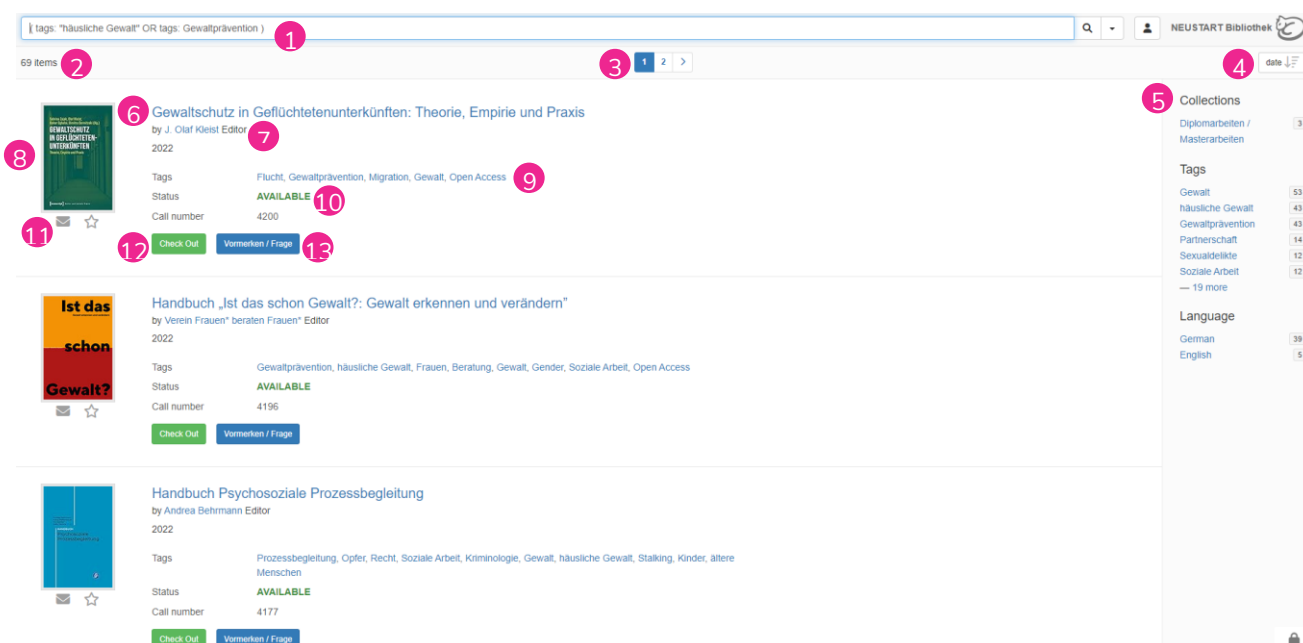 ( tags: "häusliche Gewalt" OR tags: Gewaltprävention )
1
NEUSTART Bibliothek
69 items
2
3
1 2 >
4
date
6
Gewaltschutz in Geflüchtetenunterkünften: Theorie, Empirie und Praxis
by J. Olaf Kleist Editor
7
2022
8
GEWALTSCHUTZ
IN GEFLÜCHTETEN-
UNTERKÜNFTEN
Tags Flucht, Gewaltprävention, Migration, Gewalt, Open Access
9
Status AVAILABLE
10
Call number 4200
11
12
Check Out Vormerken / Frage
13
Ist das
schon
Gewalt?
Handbuch „Ist das schon Gewalt?: Gewalt erkennen und verändern”
by Verein Frauen* beraten Frauen* Editor
2022
Tags Gewaltprävention, häusliche Gewalt, Frauen, Beratung, Gewalt, Gender, Soziale Arbeit, Open Access
Status AVAILABLE
Call number 4196
Check Out Vormerken / Frage
Handbuch Psychosoziale Prozessbegleitung
by Andrea Behrmann Editor
2022
Tags Prozessbegleitung, Opfer, Recht, Soziale Arbeit, Kriminologie, Gewalt, häusliche Gewalt, Stalking, Kinder, ältere
Menschen
Status AVAILABLE
Call number 4177
Check Out Vormerken / Frage
5
Collections
Diplomarbeiten / 3
Masterarbeiten
Tags
Gewalt 53
häusliche Gewalt 43
Gewaltprävention 43
Partnerschaft 14
Sexualdelikte 12
Soziale Arbeit 12
— 19 more
Language
German 39
English 5